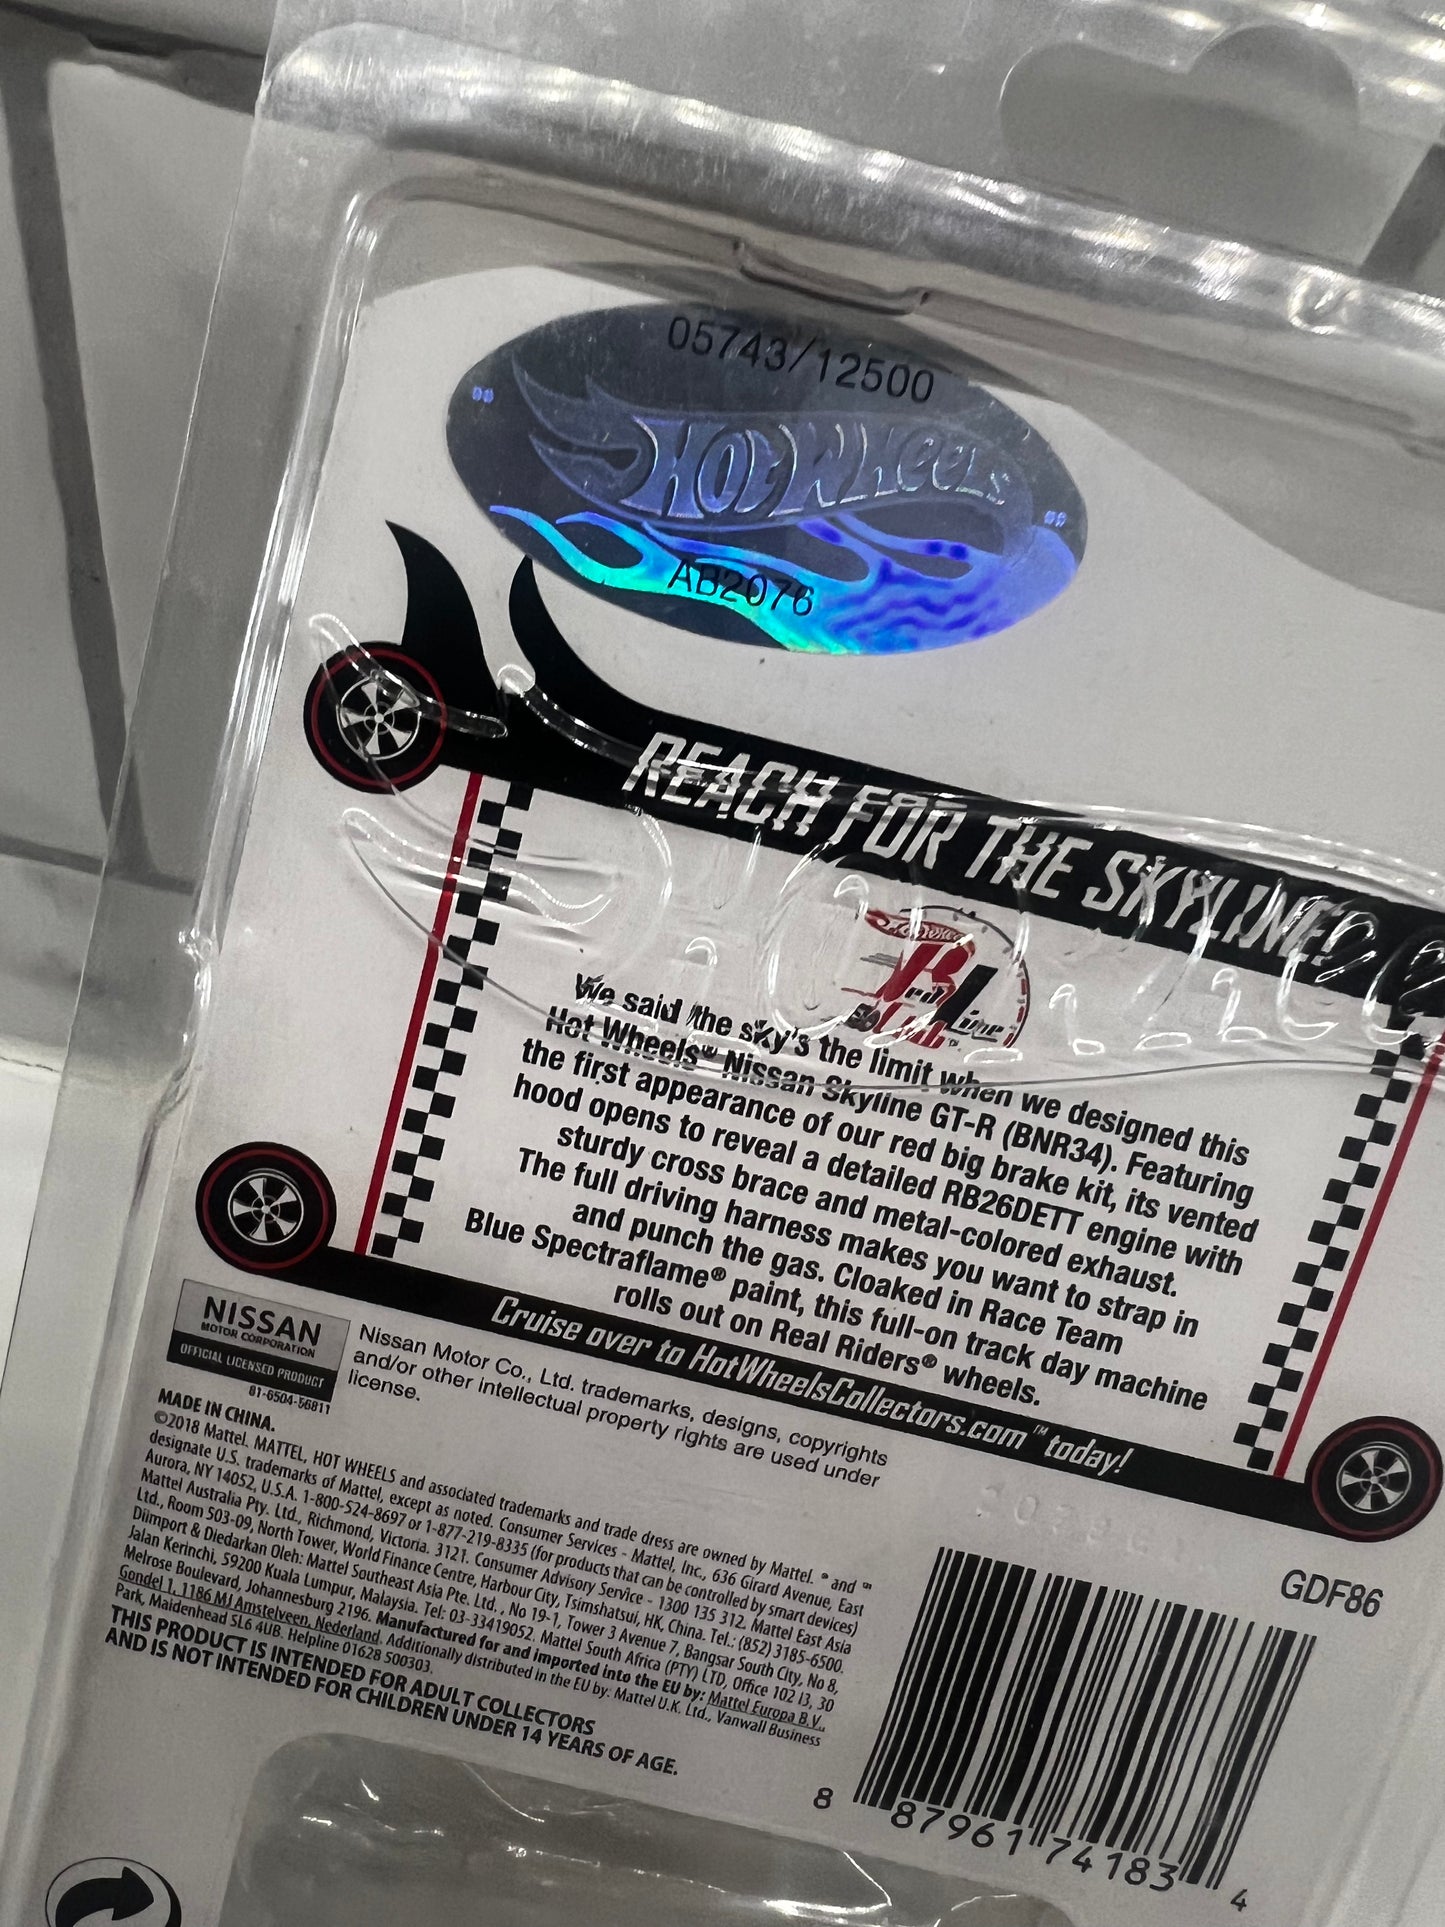 05743/12500
HOT WHEELS
AB2076
REACH FOR THE SKYLINE!
HOT WHEELS
Red Line
Club™
We said the sky's the limit when we designed this
Hot Wheels™ Nissan Skyline GT-R (BNR34). Featuring
the first appearance of our red big brake kit, its vented
hood opens to reveal a detailed RB26DETT engine with
sturdy cross brace and metal-colored exhaust.
The full driving harness makes you want to strap in
and punch the gas. Cloaked in Race Team
Blue Spectraflame® paint, this full-on track day machine
rolls out on Real Riders® wheels.
Cruise over to HotWheelsCollectors.com™ today!
NISSAN
MOTOR CORPORATION
OFFICIAL LICENSED PRODUCT
81-6504-56811
Nissan Motor Co., Ltd. trademarks, designs, copyrights
and/or other intellectual property rights are used under
license.
MADE IN CHINA.
©2018 Mattel. MATTEL, HOT WHEELS and associated trademarks and trade dress are owned by Mattel. ® and ™
designate U.S. trademarks of Mattel, except as noted. Consumer Services - Mattel, Inc., 636 Girard Avenue, East
Aurora, NY 14052, U.S.A. 1-800-524-8697 or 1-877-219-8335 (for products that can be controlled by smart devices)
Mattel Australia Pty. Ltd., Richmond, Victoria. 3121. Consumer Advisory Service - 1300 135 312. Mattel East Asia
Ltd., Room 503-09, North Tower, World Finance Centre, Harbour City, Tsimshatsui, HK, China. Tel.: (852) 3185-6500.
Diimport & Diedarkan Oleh: Mattel Southeast Asia Pte. Ltd., No 19-1, Tower 3 Avenue 7, Bangsar South City, No 8,
Jalan Kerinchi, 59200 Kuala Lumpur, Malaysia. Tel: 03-33419052. Mattel South Africa (PTY) LTD, Office 102 I3, 30
Melrose Boulevard, Johannesburg 2196. Manufactured for and imported into the EU by: Mattel Europa B.V.,
Gondel 1, 1186 MJ Amstelveen, Nederland. Additionally distributed in the EU by: Mattel U.K. Ltd., Vanwall Business
Park, Maidenhead SL6 4UB. Helpline 01628 500303.
THIS PRODUCT IS INTENDED FOR ADULT COLLECTORS
AND IS NOT INTENDED FOR CHILDREN UNDER 14 YEARS OF AGE.
GDF86
8 87961 74183 4